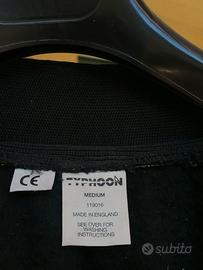 CE
TYPHOON
MEDIUM
119016
MADE IN ENGLAND
SEE OVER FOR
WASHING
INSTRUCTIONS
subito